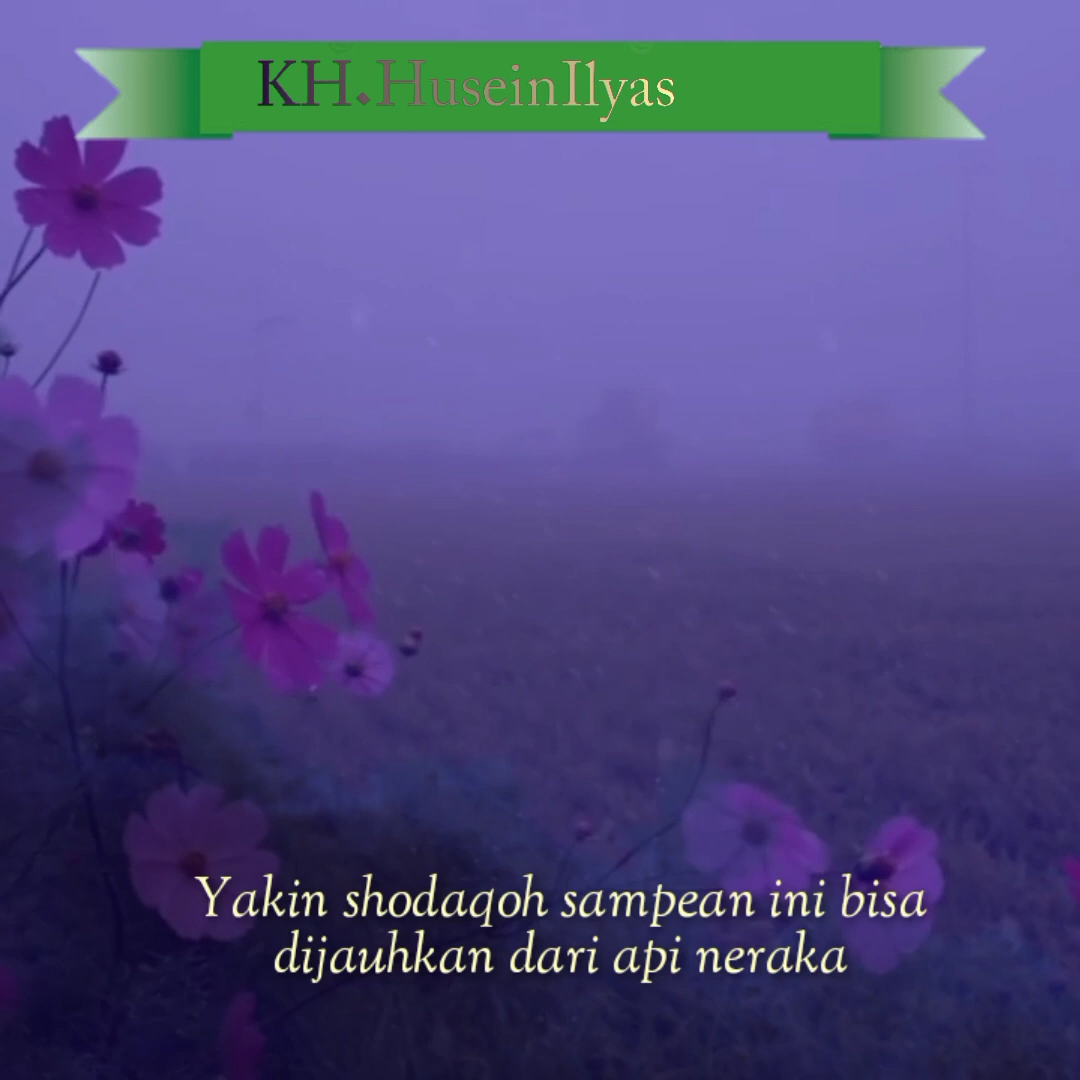 KH.HuseinIlyas
Yakin shodaqoh sampean ini bisa
dijauhkan dari api neraka